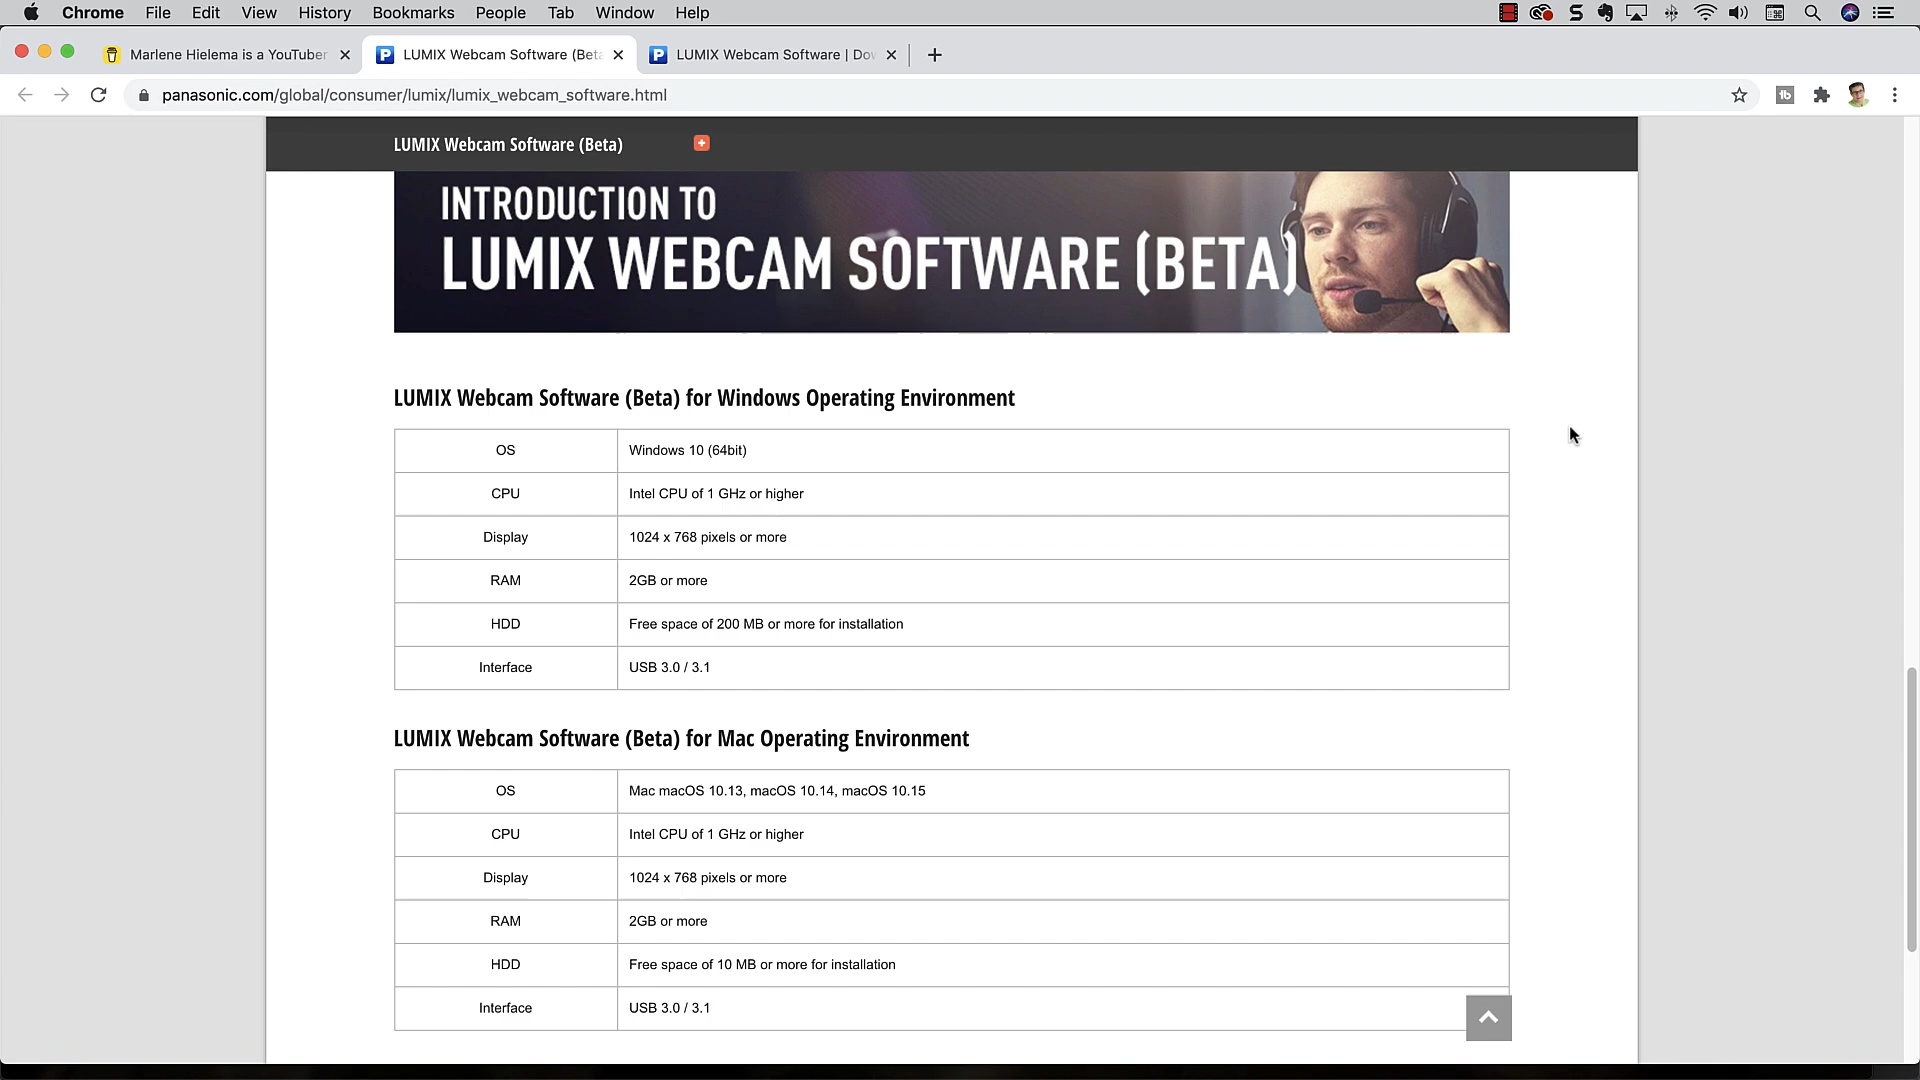 Chrome File Edit View History Bookmarks People Tab Window Help
Marlene Hielema is a YouTuber
LUMIX Webcam Software (Beta
LUMIX Webcam Software | Dow
panasonic.com/global/consumer/lumix/lumix_webcam_software.html
LUMIX Webcam Software (Beta)
INTRODUCTION TO
LUMIX WEBCAM SOFTWARE (BETA)
LUMIX Webcam Software (Beta) for Windows Operating Environment
OS Windows 10 (64bit)
CPU Intel CPU of 1 GHz or higher
Display 1024 x 768 pixels or more
RAM 2GB or more
HDD Free space of 200 MB or more for installation
Interface USB 3.0 / 3.1
LUMIX Webcam Software (Beta) for Mac Operating Environment
OS Mac macOS 10.13, macOS 10.14, macOS 10.15
CPU Intel CPU of 1 GHz or higher
Display 1024 x 768 pixels or more
RAM 2GB or more
HDD Free space of 10 MB or more for installation
Interface USB 3.0 / 3.1